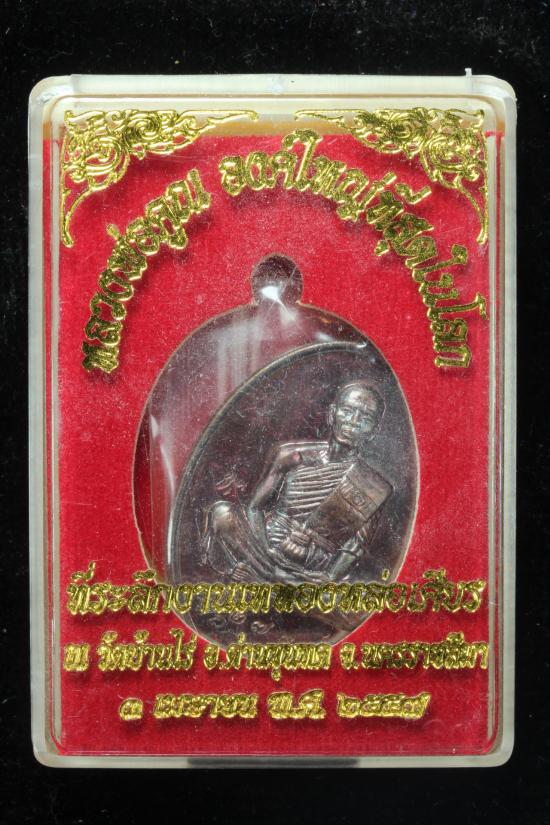 หลวงพ่อคูณ องค์ใหญ่ที่สุดในโลก
ที่ระลึกงานเททองหล่อเศียร
ณ วัดบ้านไร่ อ.ด่านขุนทด จ.นครราชสีมา
๓ เมษายน พ.ศ. ๒๕๕๗